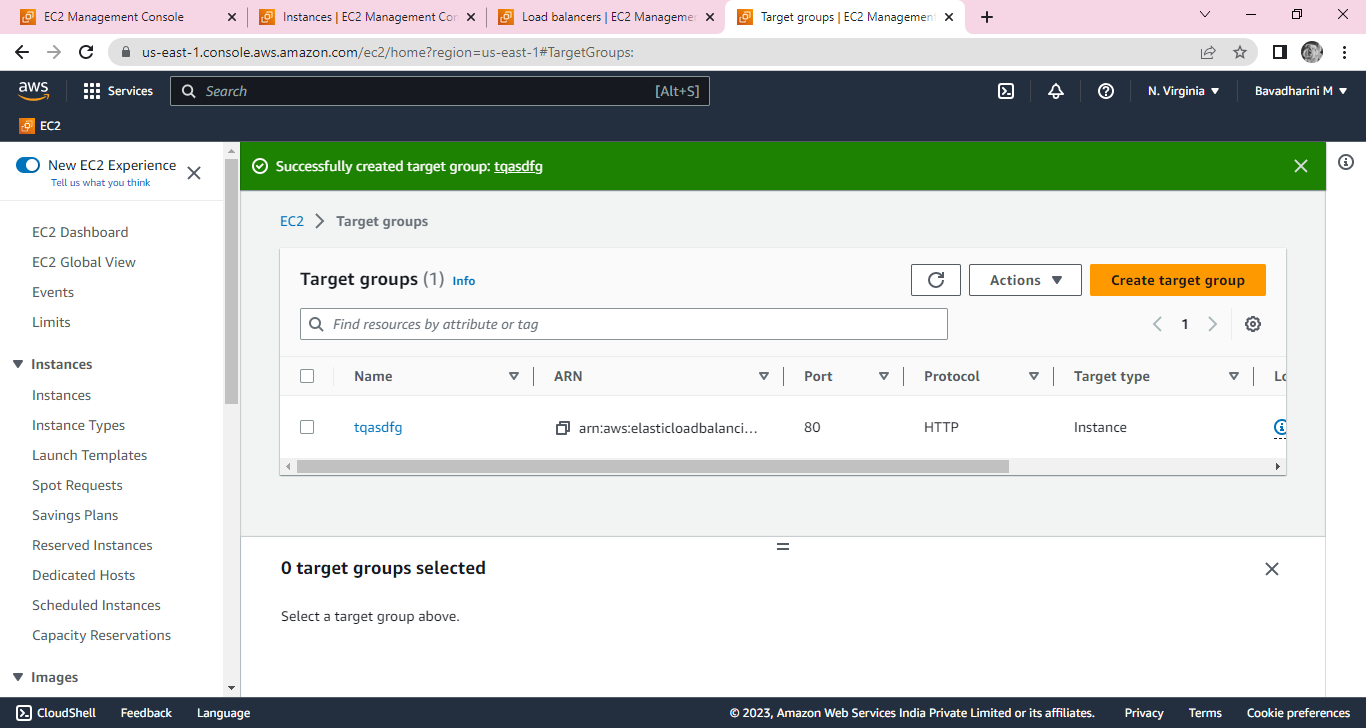 EC2 Management Console
Instances | EC2 Management Con
Load balancers | EC2 Manageme
Target groups | EC2 Management
us-east-1.console.aws.amazon.com/ec2/home?region=us-east-1#TargetGroups:
aws
Services
Search
[Alt+S]
N. Virginia
Bavadharini M
EC2
New EC2 Experience
Tell us what you think
EC2 Dashboard
EC2 Global View
Events
Limits
Instances
Instances
Instance Types
Launch Templates
Spot Requests
Savings Plans
Reserved Instances
Dedicated Hosts
Scheduled Instances
Capacity Reservations
Images
Successfully created target group: tqasdfg
EC2 > Target groups
Target groups (1) Info
Actions
Create target group
Find resources by attribute or tag
1
Name
ARN
Port
Protocol
Target type
Lo
tqasdfg
arn:aws:elasticloadbalanci...
80
HTTP
Instance
0 target groups selected
Select a target group above.
CloudShell
Feedback
Language
© 2023, Amazon Web Services India Private Limited or its affiliates.
Privacy
Terms
Cookie preferences